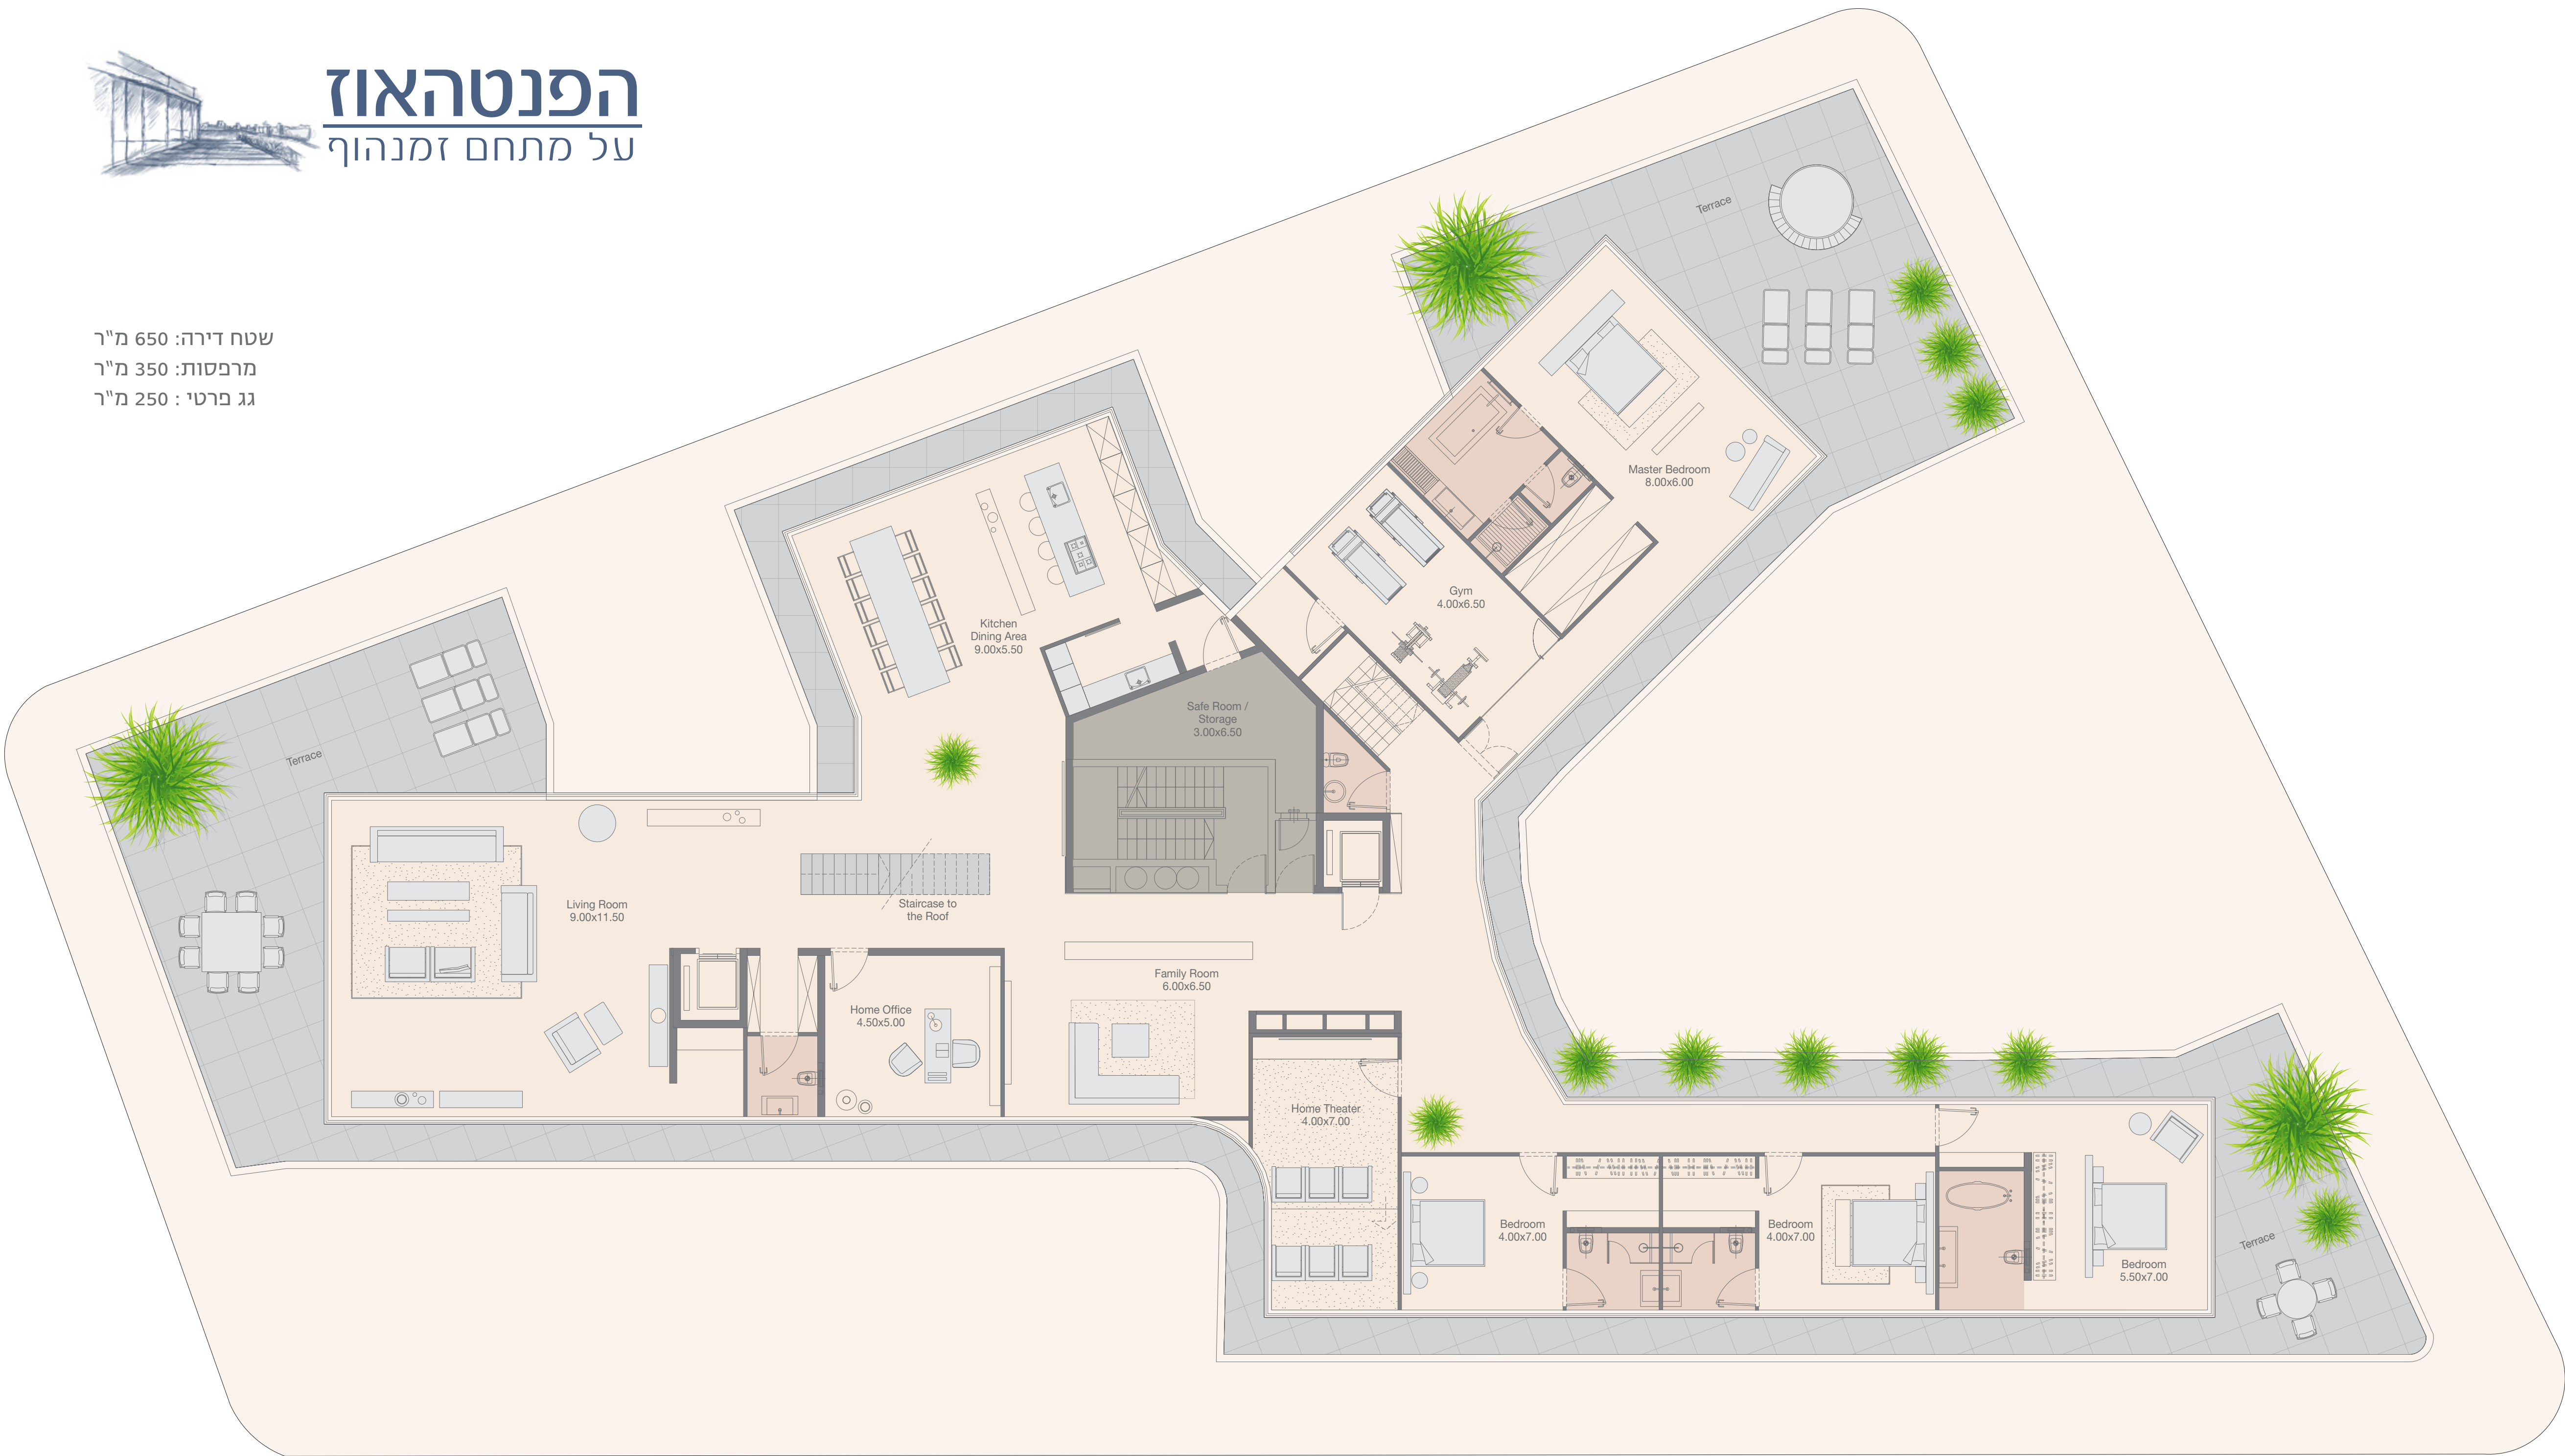 הפנטהאוז
על מתחם זמנהוף
שטח דירה: 650 מ"ר
מרפסות: 350 מ"ר
גג פרטי : 250 מ"ר
Terrace
Master Bedroom
8.00x6.00
Gym
4.00x6.50
Kitchen
Dining Area
9.00x5.50
Safe Room /
Storage
3.00x6.50
Terrace
Living Room
9.00x11.50
Staircase to
the Roof
Home Office
4.50x5.00
Family Room
6.00x6.50
Home Theater
4.00x7.00
Bedroom
4.00x7.00
Bedroom
4.00x7.00
Bedroom
5.50x7.00
Terrace